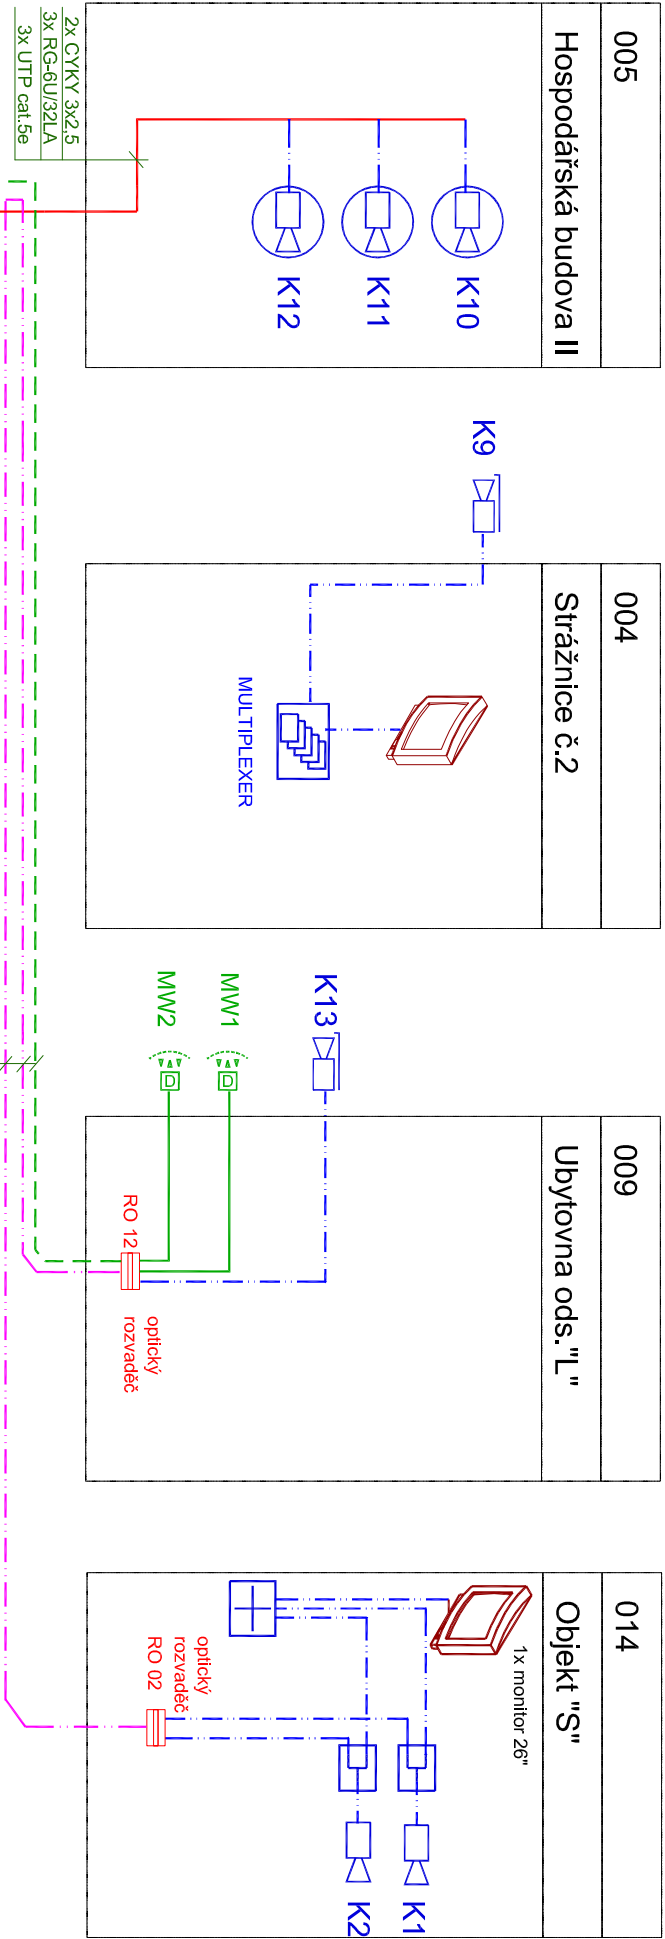 005
Hospodářská budova II
K10
K11
K12
2x CYKY 3x2,5
3x RG-6U/32LA
3x UTP cat.5e
004
Strážnice č.2
K9
MULTIPLEXER
009
Ubytovna ods."L"
K13
MW1
D
MW2
D
RO 12
optický
rozvaděč
014
Objekt "S"
1x monitor 26"
optický
rozvaděč
RO 02
K1
K2